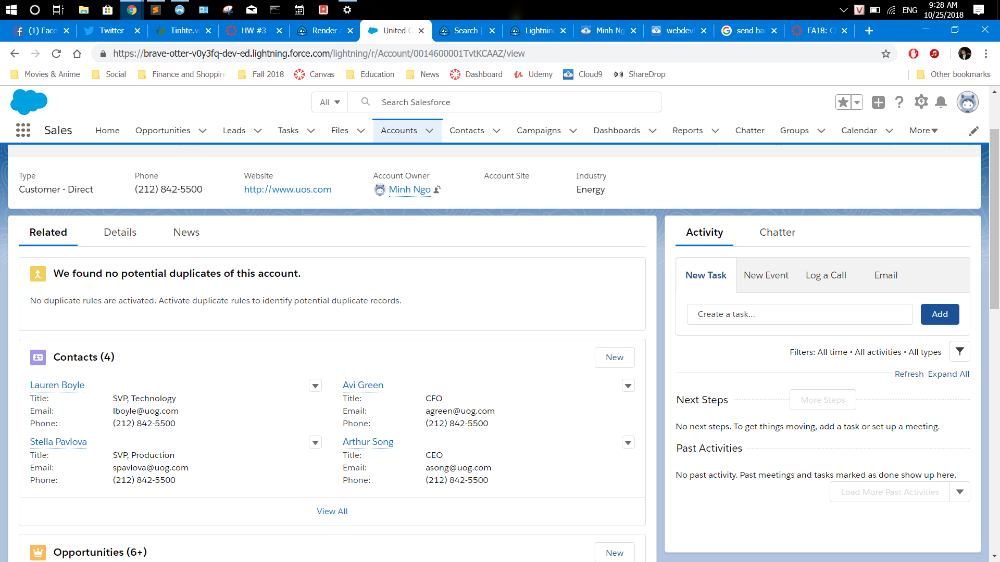 ENG
9:28 AM
10/25/2018
(1) Face
Twitter
Tinhte.v
HW #3 -
Render a
United O
Search |
Lightning
Minh Ng
webdevl
send ba
FA18: C
https://brave-otter-v0y3fq-dev-ed.lightning.force.com/lightning/r/Account/0014600001TvtKCAAZ/view
Movies & Anime
Social
Finance and Shopping
Fall 2018
Canvas
Education
News
Dashboard
Udemy
Cloud9
ShareDrop
Other bookmarks
All
Search Salesforce
Sales
Home
Opportunities
Leads
Tasks
Files
Accounts
Contacts
Campaigns
Dashboards
Reports
Chatter
Groups
Calendar
More
Type
Phone
Website
Account Owner
Account Site
Industry
Customer - Direct
(212) 842-5500
http://www.uos.com
Minh Ngo
Energy
Related
Details
News
We found no potential duplicates of this account.
No duplicate rules are activated. Activate duplicate rules to identify potential duplicate records.
Contacts (4)
New
Lauren Boyle
Title: SVP, Technology
Email: lboyle@uog.com
Phone: (212) 842-5500
Avi Green
Title: CFO
Email: agreen@uog.com
Phone: (212) 842-5500
Stella Pavlova
Title: SVP, Production
Email: spavlova@uog.com
Phone: (212) 842-5500
Arthur Song
Title: CEO
Email: asong@uog.com
Phone: (212) 842-5500
View All
Opportunities (6+)
New
Activity
Chatter
New Task
New Event
Log a Call
Email
Create a task...
Add
Filters: All time • All activities • All types
Refresh
Expand All
Next Steps
More Steps
No next steps. To get things moving, add a task or set up a meeting.
Past Activities
No past activity. Past meetings and tasks marked as done show up here.
Load More Past Activities